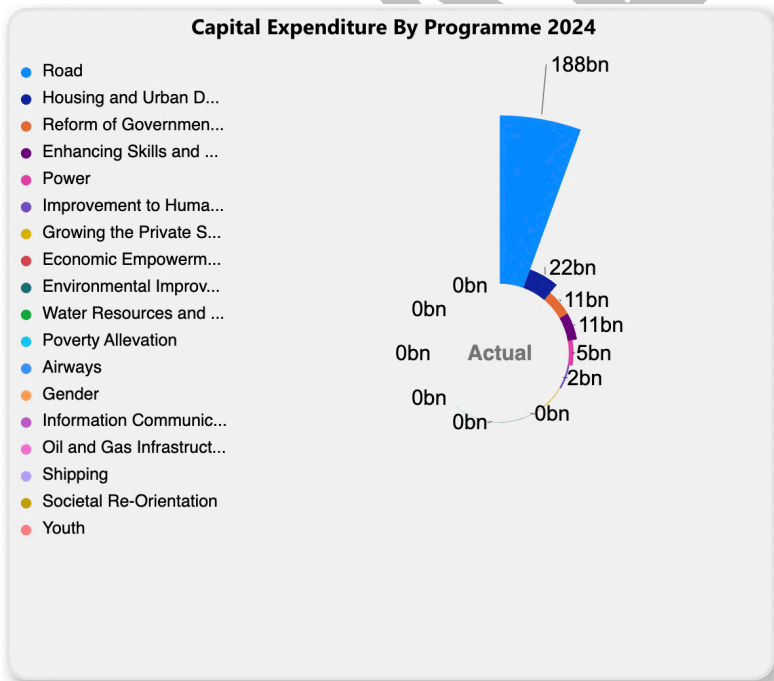 Capital Expenditure By Programme 2024
Road
Housing and Urban D...
Reform of Governmen...
Enhancing Skills and ...
Power
Improvement to Huma...
Growing the Private S...
Economic Empowerm...
Environmental Improv...
Water Resources and ...
Poverty Allevation
Airways
Gender
Information Communic...
Oil and Gas Infrastruct...
Shipping
Societal Re-Orientation
Youth
188bn
22bn
11bn
11bn
5bn
2bn
0bn
0bn
0bn
0bn
0bn
0bn
Actual